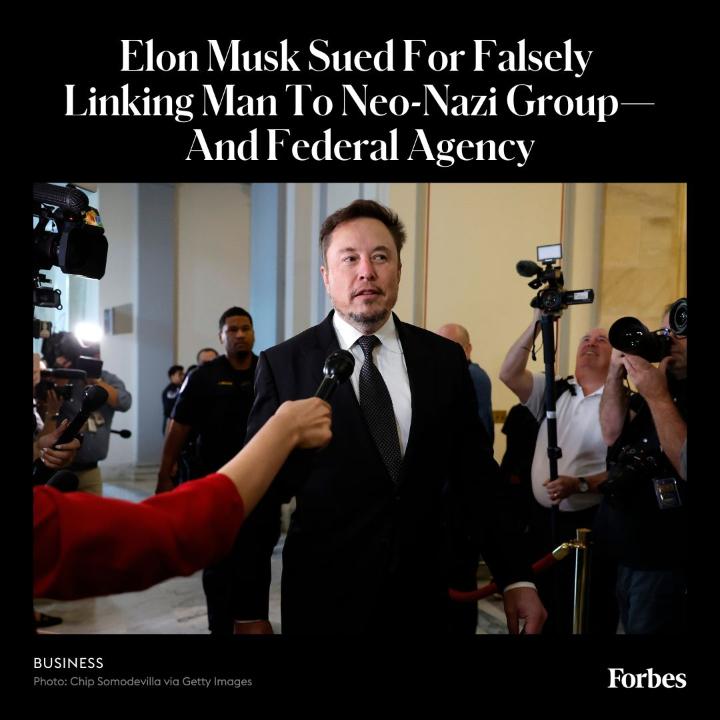 Elon Musk Sued For Falsely
Linking Man To Neo-Nazi Group—
And Federal Agency
BUSINESS
Photo: Chip Somodevilla via Getty Images
Forbes